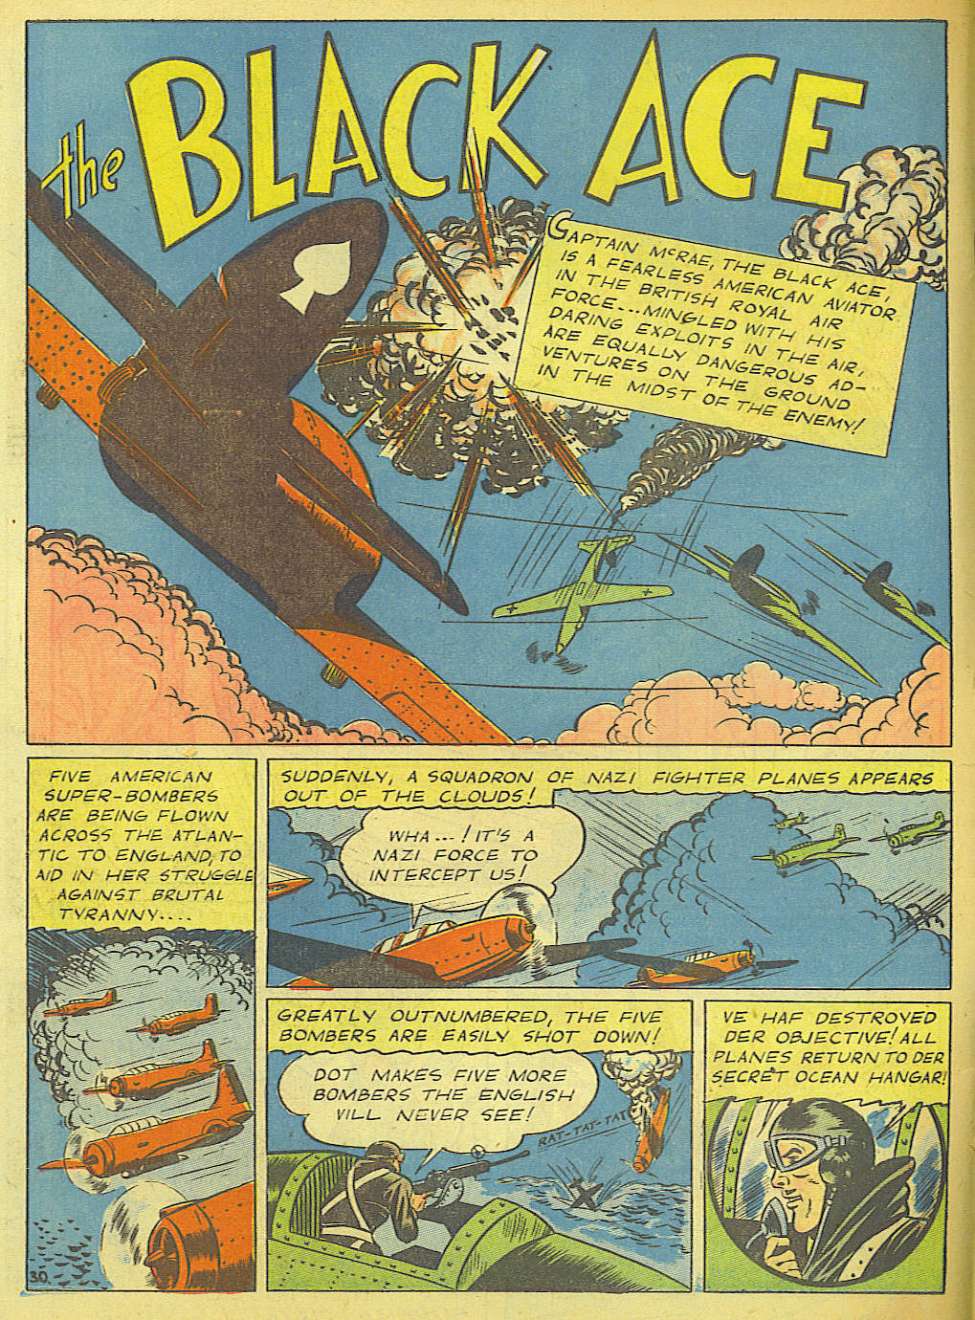 the BLACK ACE
CAPTAIN McRAE, THE BLACK ACE,
IS A FEARLESS AMERICAN AVIATOR
IN THE BRITISH ROYAL AIR
FORCE---MINGLED WITH HIS
DARING EXPLOITS IN THE AIR,
ARE EQUALLY DANGEROUS AD-
VENTURES ON THE GROUND
IN THE MIDST OF THE ENEMY!
FIVE AMERICAN
SUPER-BOMBERS
ARE BEING FLOWN
ACROSS THE ATLAN-
TIC TO ENGLAND, TO
AID IN HER STRUGGLE
AGAINST BRUTAL
TYRANNY....
30
SUDDENLY, A SQUADRON OF NAZI FIGHTER PLANES APPEARS
OUT OF THE CLOUDS!
WHA...! IT'S A
NAZI FORCE TO
INTERCEPT US!
GREATLY OUTNUMBERED, THE FIVE
BOMBERS ARE EASILY SHOT DOWN!
DOT MAKES FIVE MORE
BOMBERS THE ENGLISH
VILL NEVER SEE!
RAT-TAT-TAT
VE HAF DESTROYED
DER OBJECTIVE! ALL
PLANES RETURN TO DER
SECRET OCEAN HANGAR!